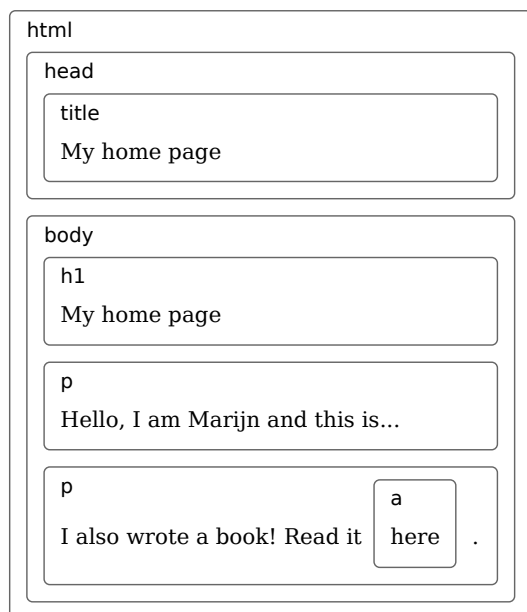 html
head
title
My home page
body
h1
My home page
p
Hello, I am Marijn and this is...
p
a
I also wrote a book! Read it here .